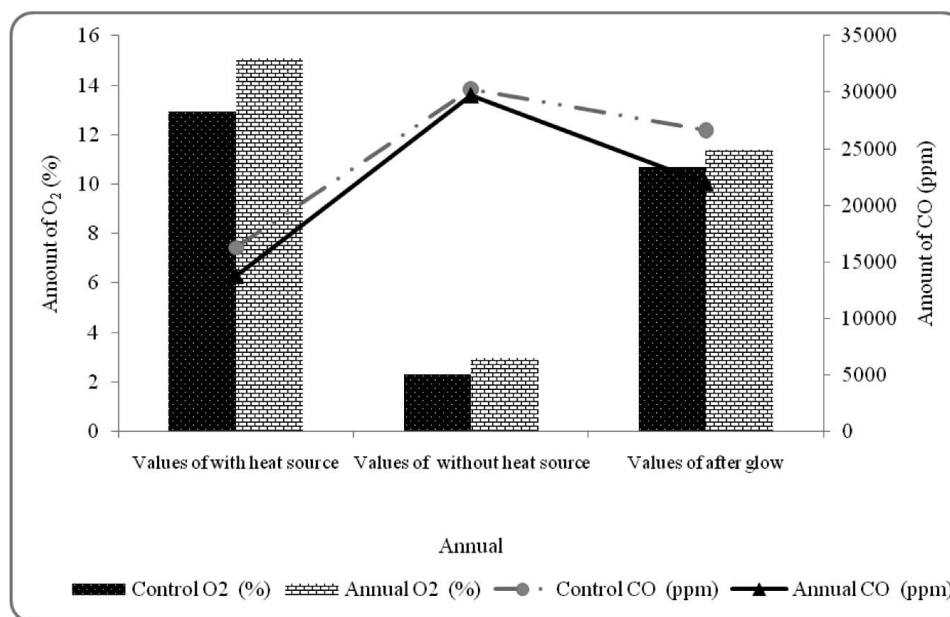 Amount of O₂ (%)
16
14
12
10
8
6
4
2
0
35000
30000
25000
20000
15000
10000
5000
0
Amount of CO (ppm)
Values of with heat source
Values of without heat source
Values of after glow
Annual
Control O2 (%)
Annual O2 (%)
Control CO (ppm)
Annual CO (ppm)